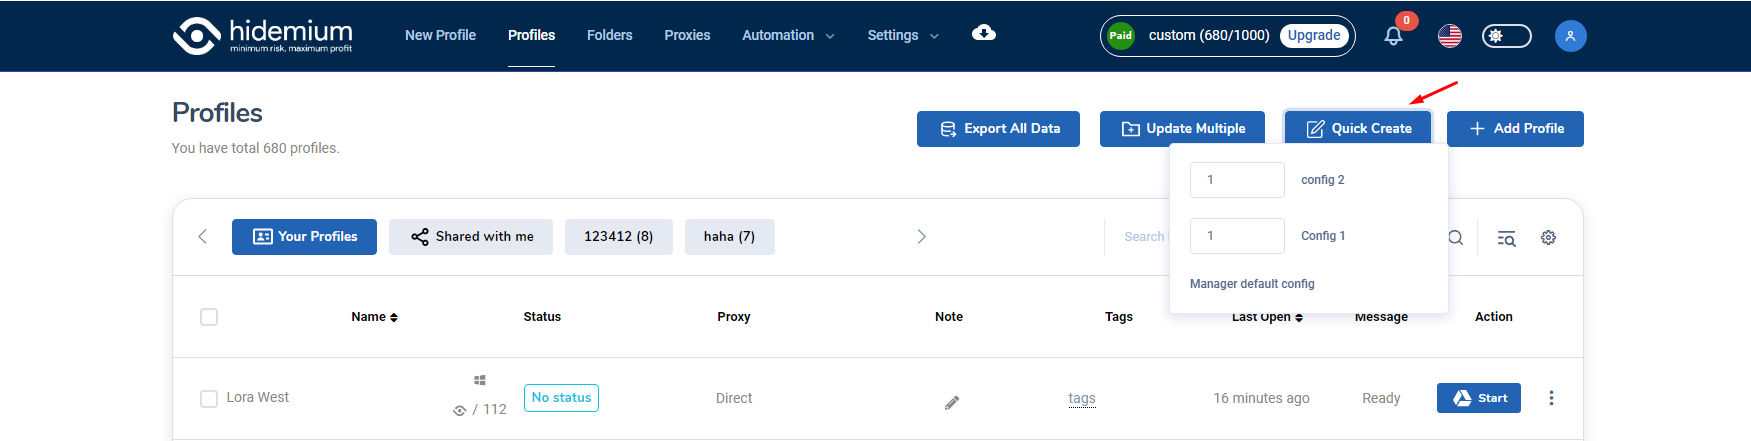 hidemium
minimum risk, maximum profit
New Profile Profiles Folders Proxies Automation Settings
Paid custom (680/1000) Upgrade 0
Profiles
You have total 680 profiles.
Export All Data Update Multiple Quick Create Add Profile
1 config 2
1 Config 1
Manager default config
Your Profiles Shared with me 123412 (8) haha (7) Search
Name Status Proxy Note Tags Last Open Message Action
Lora West / 112 No status Direct tags 16 minutes ago Ready Start